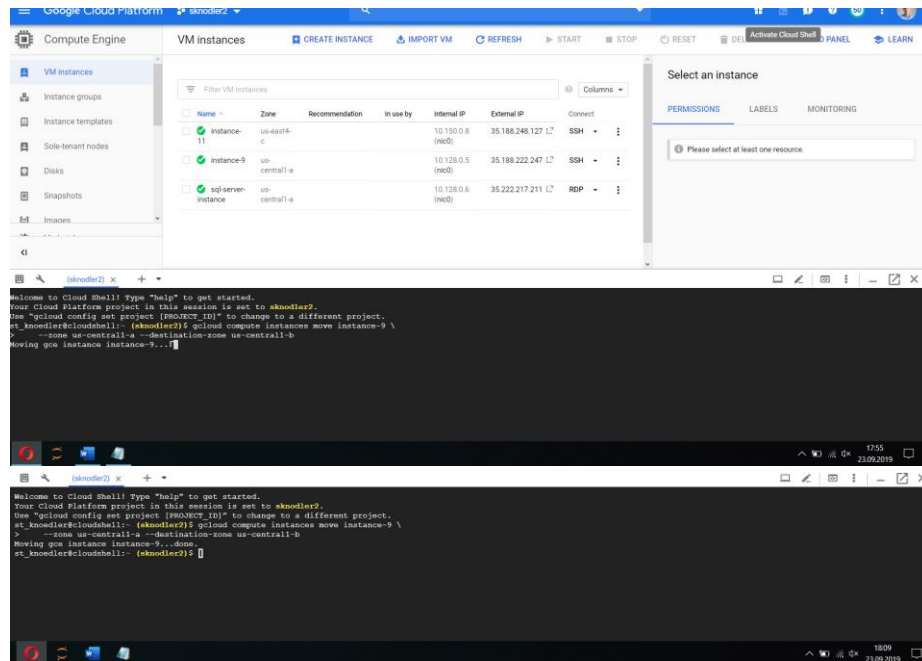 Google Cloud Platform sknodler2
Compute Engine VM instances CREATE INSTANCE IMPORT VM REFRESH START STOP RESET DEL Activate Cloud Shell PANEL LEARN
VM instances
Instance groups
Instance templates
Sole-tenant nodes
Disks
Snapshots
Images
Filter VM instances Columns
Name Zone Recommendation In use by Internal IP External IP Connect
instance- us-east4- 10.150.0.8 35.188.248.127 SSH
11 c (nic0)
instance-9 us- 10.128.0.5 35.188.222.247 SSH
central1-a (nic0)
sql-server- us- 10.128.0.6 35.222.217.211 RDP
instance central1-a (nic0)
Select an instance
PERMISSIONS LABELS MONITORING
Please select at least one resource.
(sknodler2)
Welcome to Cloud Shell! Type "help" to get started.
Your Cloud Platform project in this session is set to sknodler2.
Use "gcloud config set project [PROJECT_ID]" to change to a different project.
st_knoedler@cloudshell:~ (sknodler2)$ gcloud compute instances move instance-9 \
> --zone us-central1-a --destination-zone us-central1-b
Moving gce instance instance-9...
17:55
23.09.2019
(sknodler2)
Welcome to Cloud Shell! Type "help" to get started.
Your Cloud Platform project in this session is set to sknodler2.
Use "gcloud config set project [PROJECT_ID]" to change to a different project.
st_knoedler@cloudshell:~ (sknodler2)$ gcloud compute instances move instance-9 \
> --zone us-central1-a --destination-zone us-central1-b
Moving gce instance instance-9...done.
st_knoedler@cloudshell:~ (sknodler2)$
18:09
23.09.2019